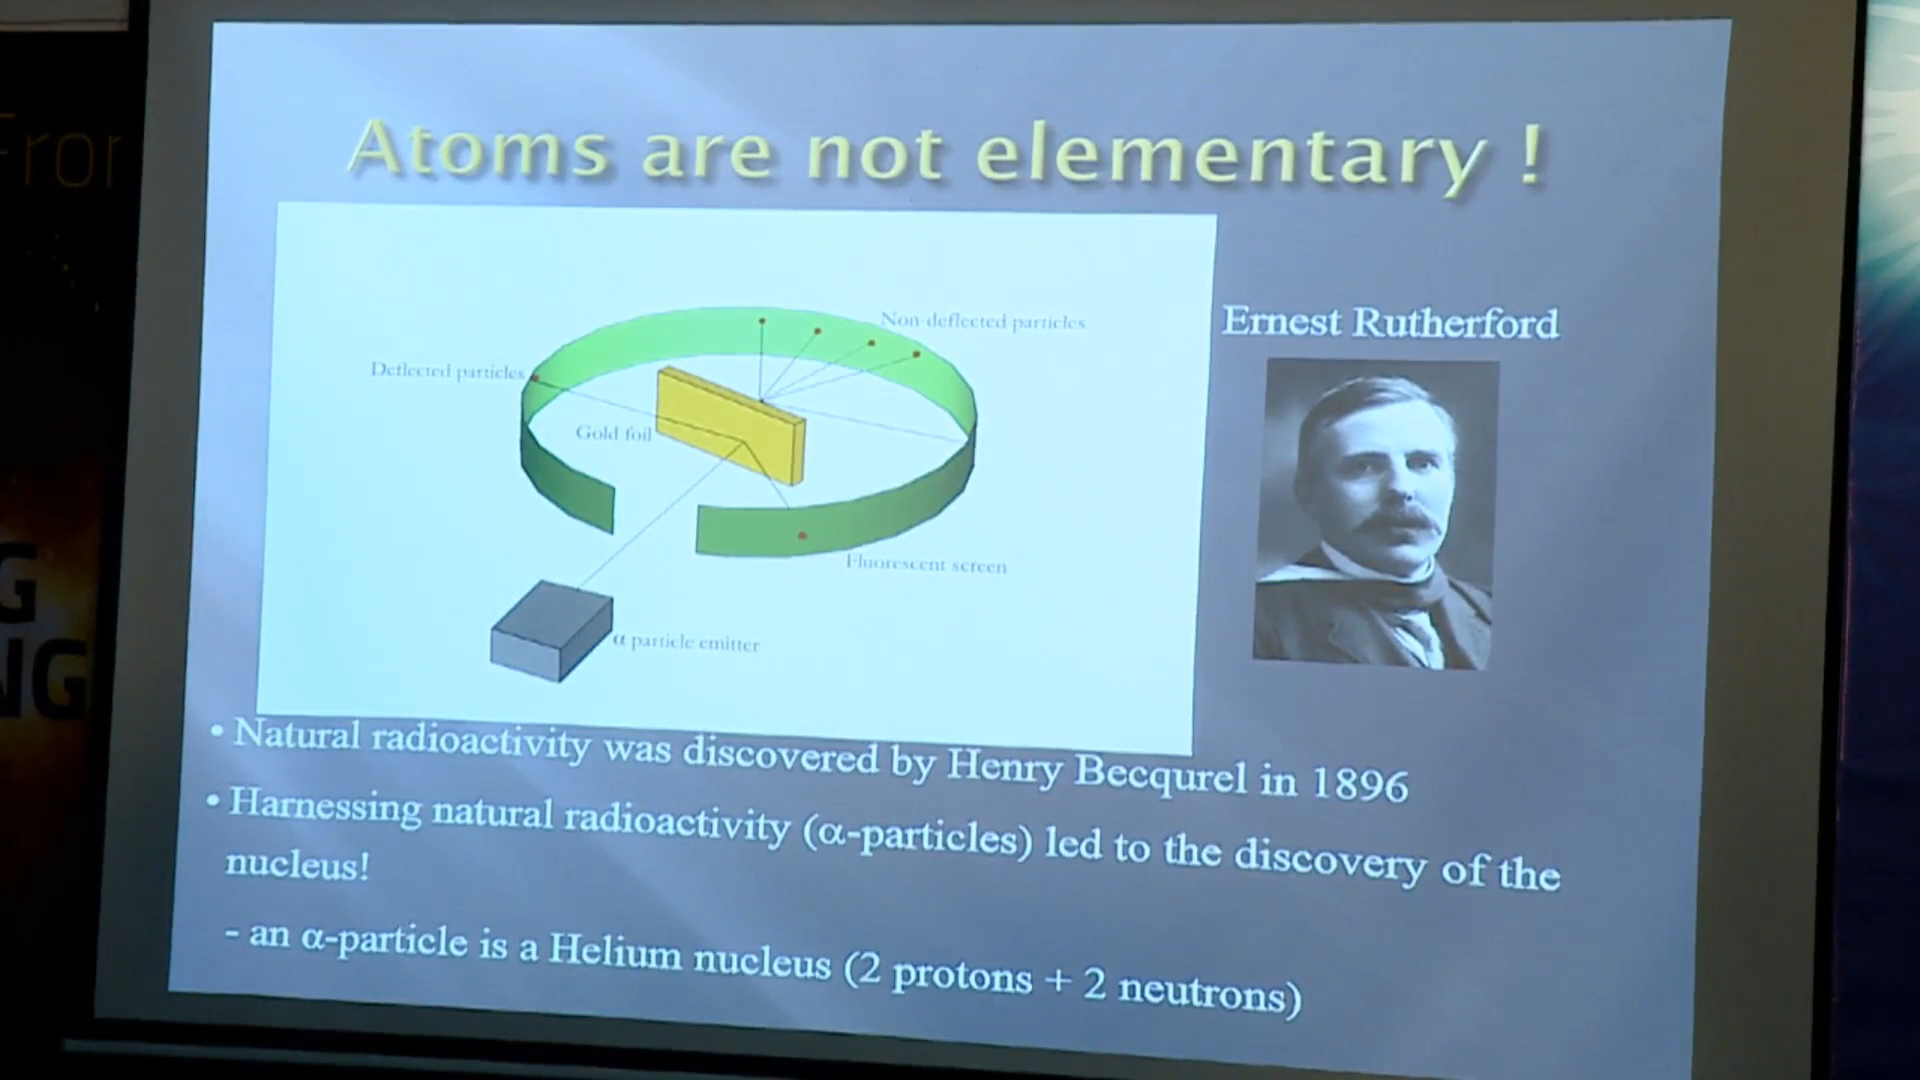 Atoms are not elementary !
Non-deflected particles
Deflected particles
Gold foil
Fluorescent screen
α particle emitter
Ernest Rutherford
• Natural radioactivity was discovered by Henry Becqurel in 1896
• Harnessing natural radioactivity (α-particles) led to the discovery of the
nucleus!
- an α-particle is a Helium nucleus (2 protons + 2 neutrons)